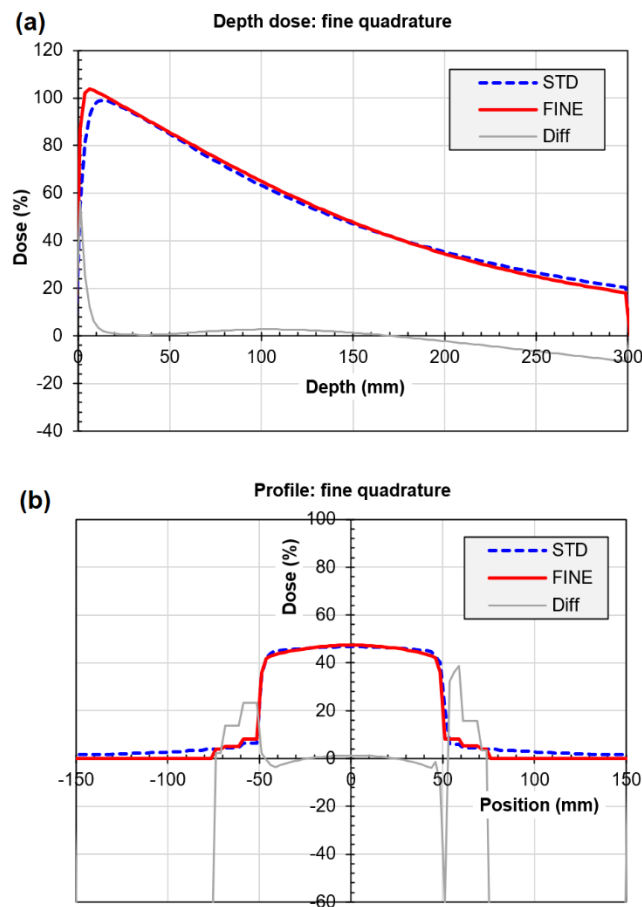 (a)
Depth dose: fine quadrature
120
100
80
60
40
20
0
-20
-40
Dose (%)
0 50 100 150 200 250 300
Depth (mm)
STD
FINE
Diff
(b)
Profile: fine quadrature
100
80
60
40
20
0
-20
-40
-60
Dose (%)
-150 -100 -50 0 50 100 150
Position (mm)
STD
FINE
Diff